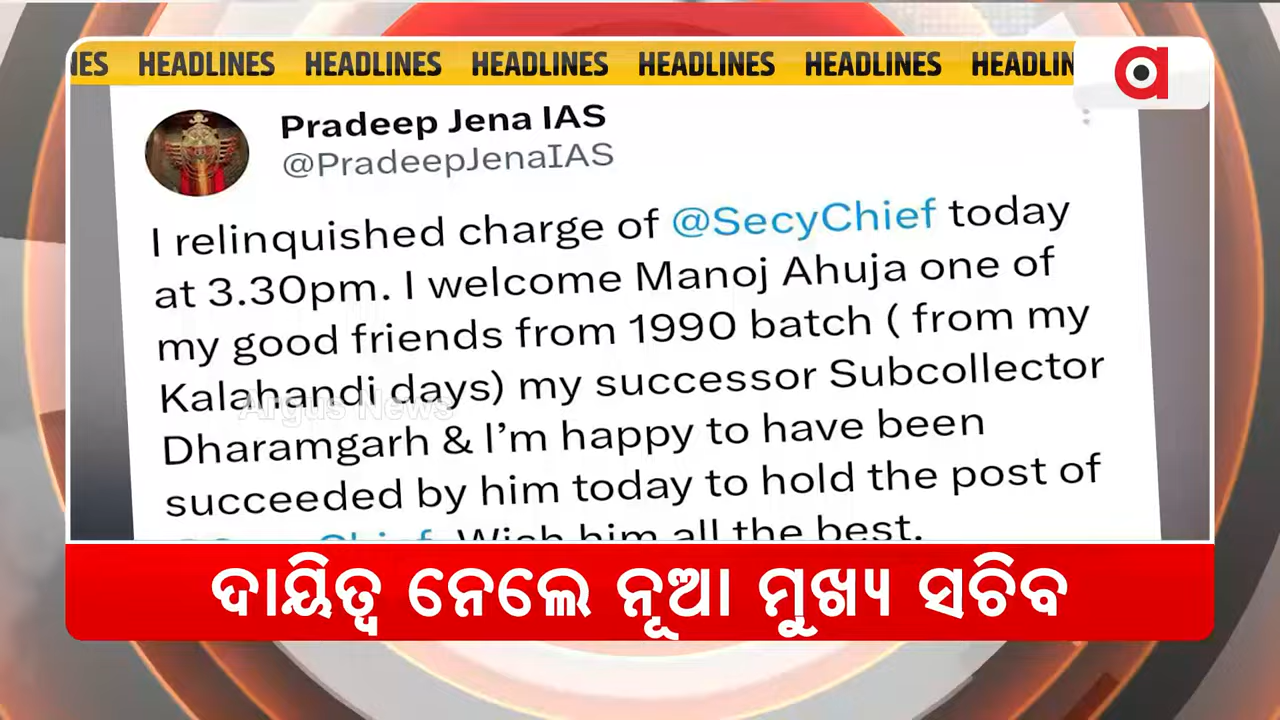 HEADLINES HEADLINES HEADLINES HEADLINES HEADLINES
a
Pradeep Jena IAS
@PradeepJenaIAS
I relinquished charge of @SecyChief today
at 3.30pm. I welcome Manoj Ahuja one of
my good friends from 1990 batch ( from my
Kalahandi days) my successor Subcollector
Dharamgarh & I’m happy to have been
succeeded by him today to hold the post of
Wish him all the best.
Argus News
ଦାୟିତ୍ୱ ନେଲେ ନୂଆ ମୁଖ୍ୟ ସଚିବ